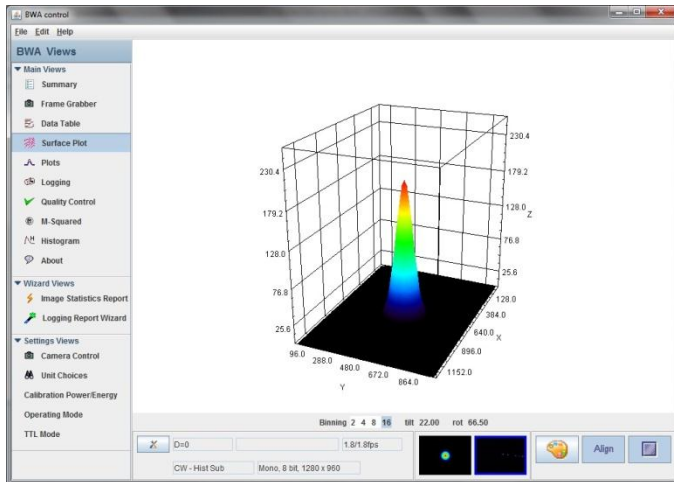 BWA control
File Edit Help
BWA Views
Main Views
Summary
Frame Grabber
Data Table
Surface Plot
Plots
Logging
Quality Control
M-Squared
Histogram
About
Wizard Views
Image Statistics Report
Logging Report Wizard
Settings Views
Camera Control
Unit Choices
Calibration Power/Energy
Operating Mode
TTL Mode
230.4
179.2
128.0
76.8
25.6
230.4
179.2
128.0
Z
76.8
25.6
128.0
384.0
640.0
X
896.0
1152.0
96.0
288.0
480.0
672.0
864.0
Y
Binning 2 4 8 16 tilt 22.00 rot 66.50
D=0 1.8/1.8fps
CW - Hist Sub Mono, 8 bit, 1280 x 960
Align